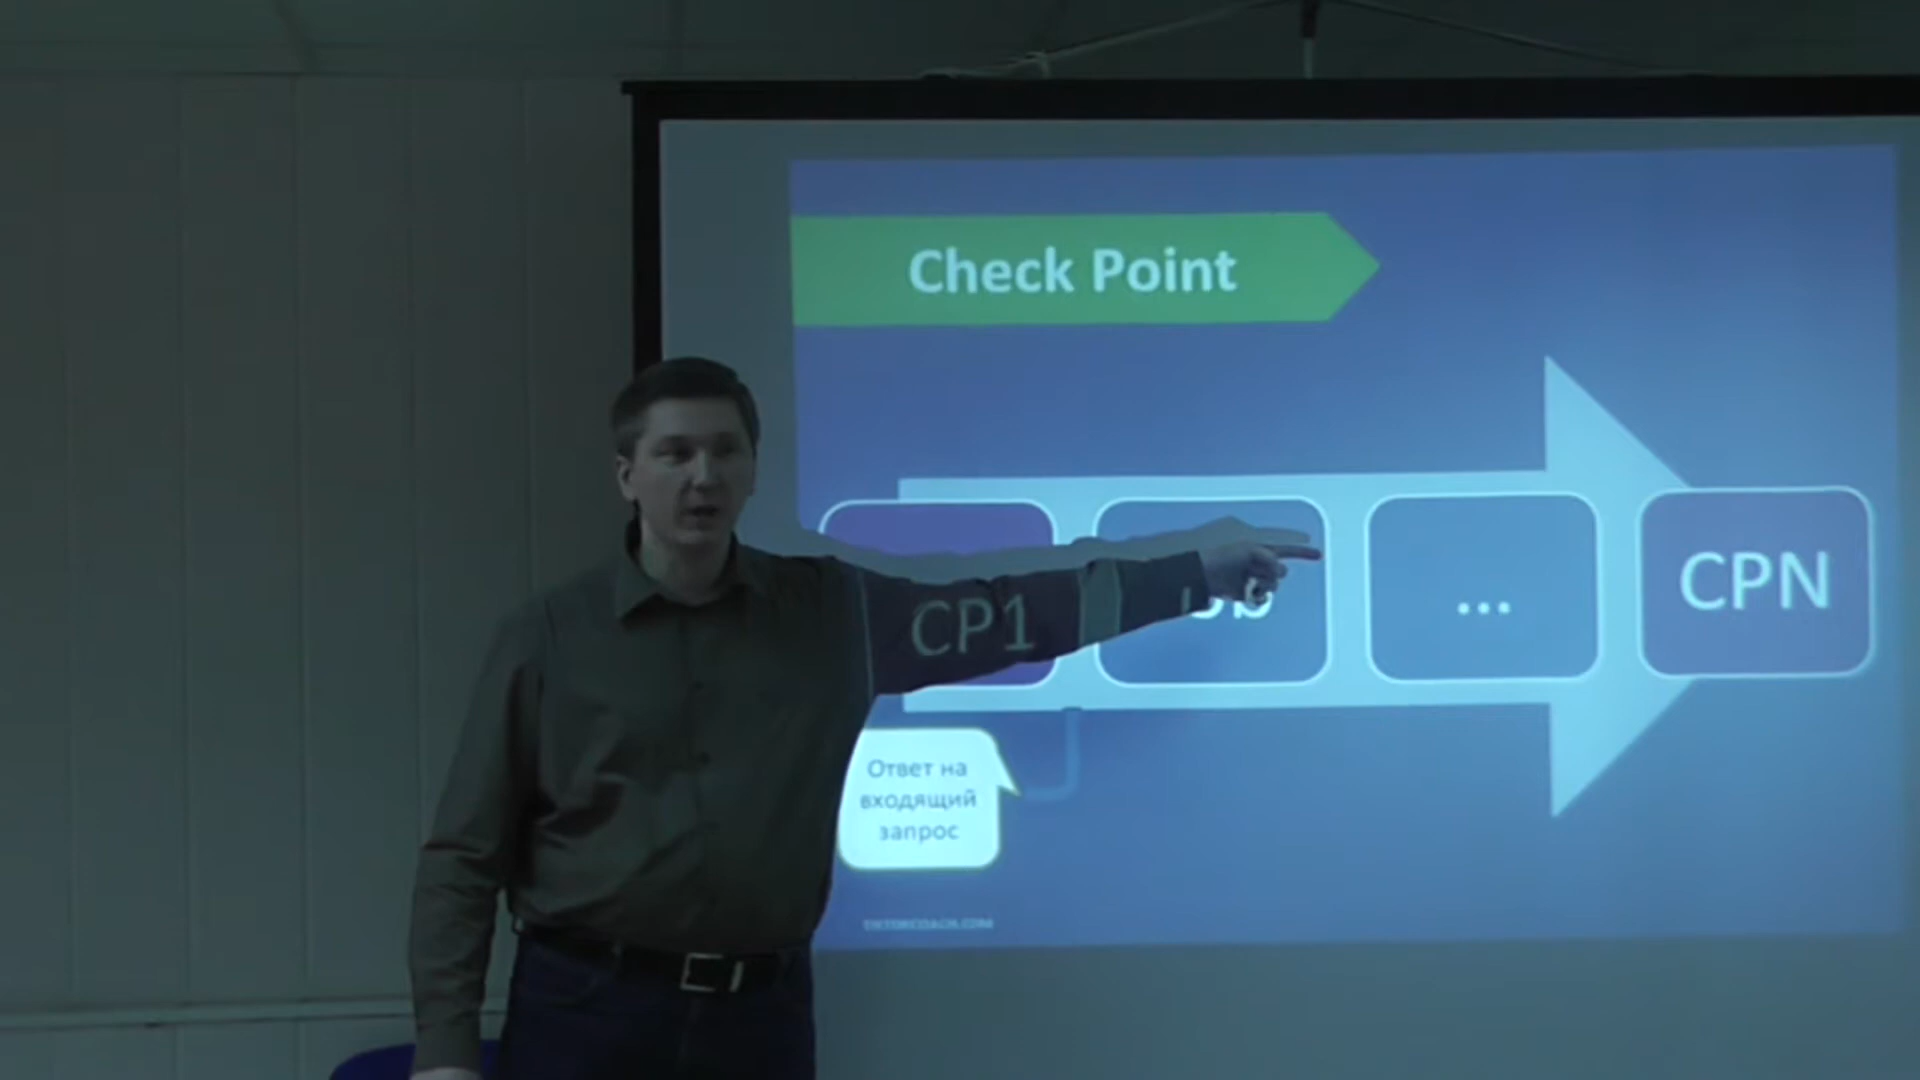 Check Point
CP1
...
CPN
Ответ на
входящий
запрос